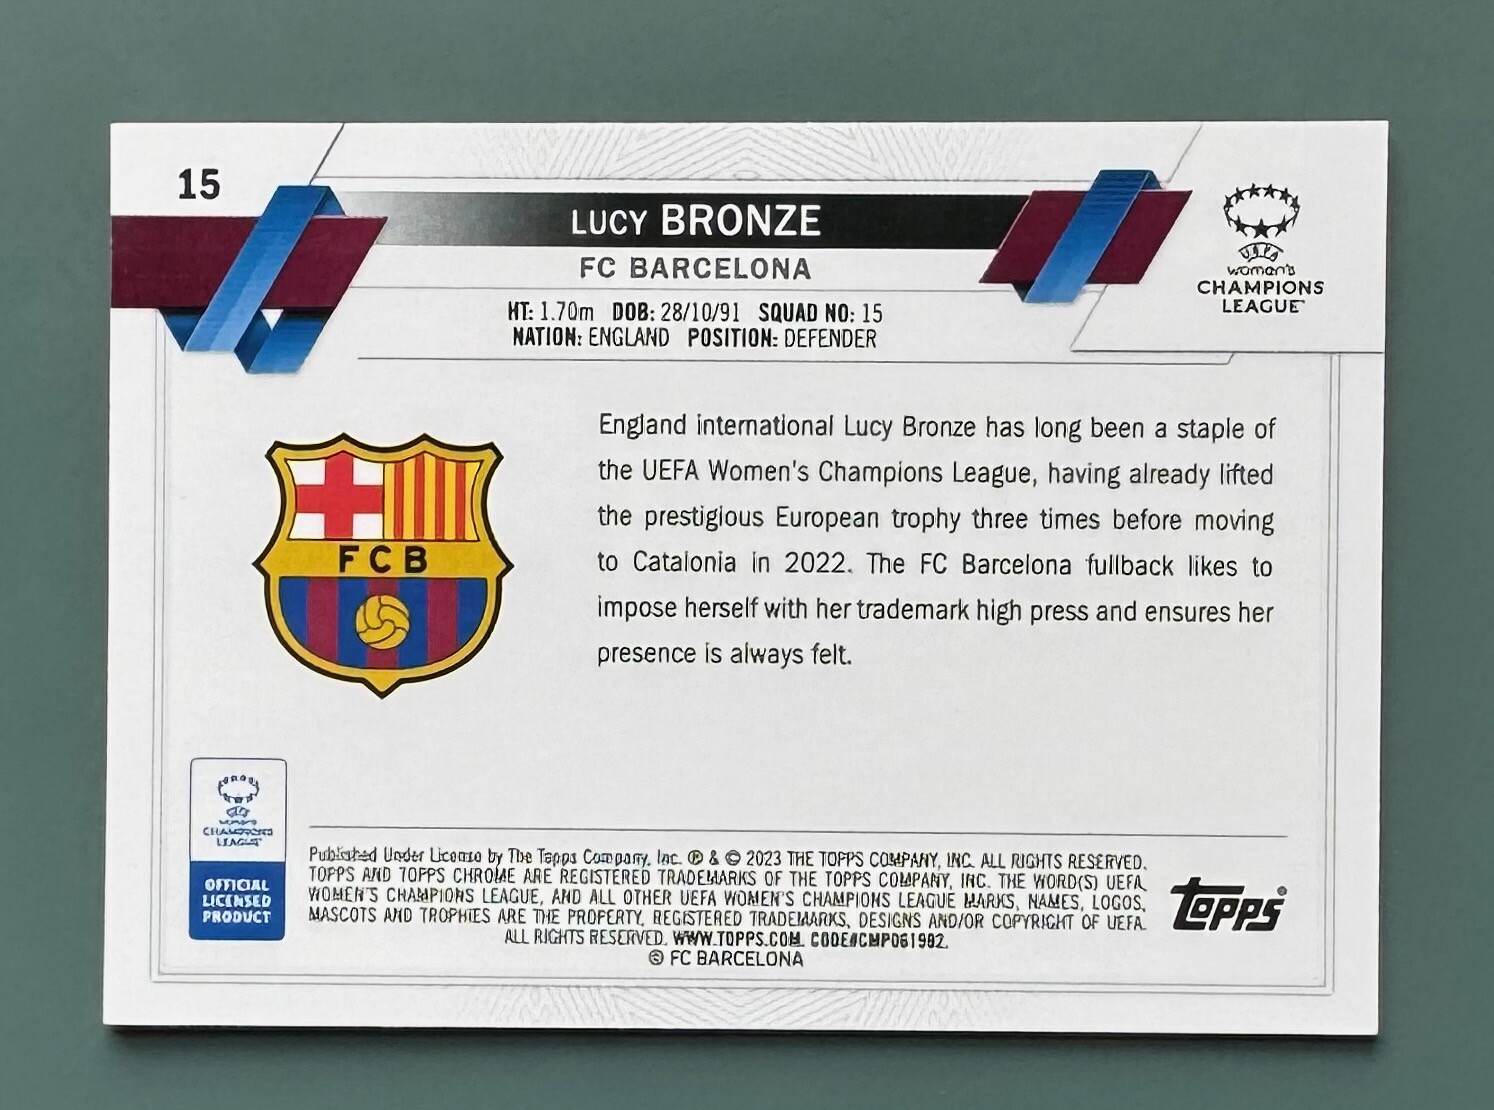 15
LUCY BRONZE
FC BARCELONA
HT: 1.70m DOB: 28/10/91 SQUAD NO: 15
NATION: ENGLAND POSITION: DEFENDER
UEFA
women's
CHAMPIONS
LEAGUE
England international Lucy Bronze has long been a staple of
the UEFA Women's Champions League, having already lifted
the prestigious European trophy three times before moving
to Catalonia in 2022. The FC Barcelona fullback likes to
impose herself with her trademark high press and ensures her
presence is always felt.
FCB
CHAMPIONS
LEAGUE
OFFICIAL
LICENSED
PRODUCT
Published Under License by The Topps Company, Inc. ℗ & © 2023 THE TOPPS COMPANY, INC. ALL RIGHTS RESERVED.
TOPPS AND TOPPS CHROME ARE REGISTERED TRADEMARKS OF THE TOPPS COMPANY, INC. THE WORD(S) UEFA
WOMEN'S CHAMPIONS LEAGUE, AND ALL OTHER UEFA WOMEN'S CHAMPIONS LEAGUE MARKS, NAMES, LOGOS,
MASCOTS AND TROPHIES ARE THE PROPERTY, REGISTERED TRADEMARKS, DESIGNS AND/OR COPYRIGHT OF UEFA.
ALL RIGHTS RESERVED. WWW.TOPPS.COM. CODE#CMP061992.
© FC BARCELONA
Topps®